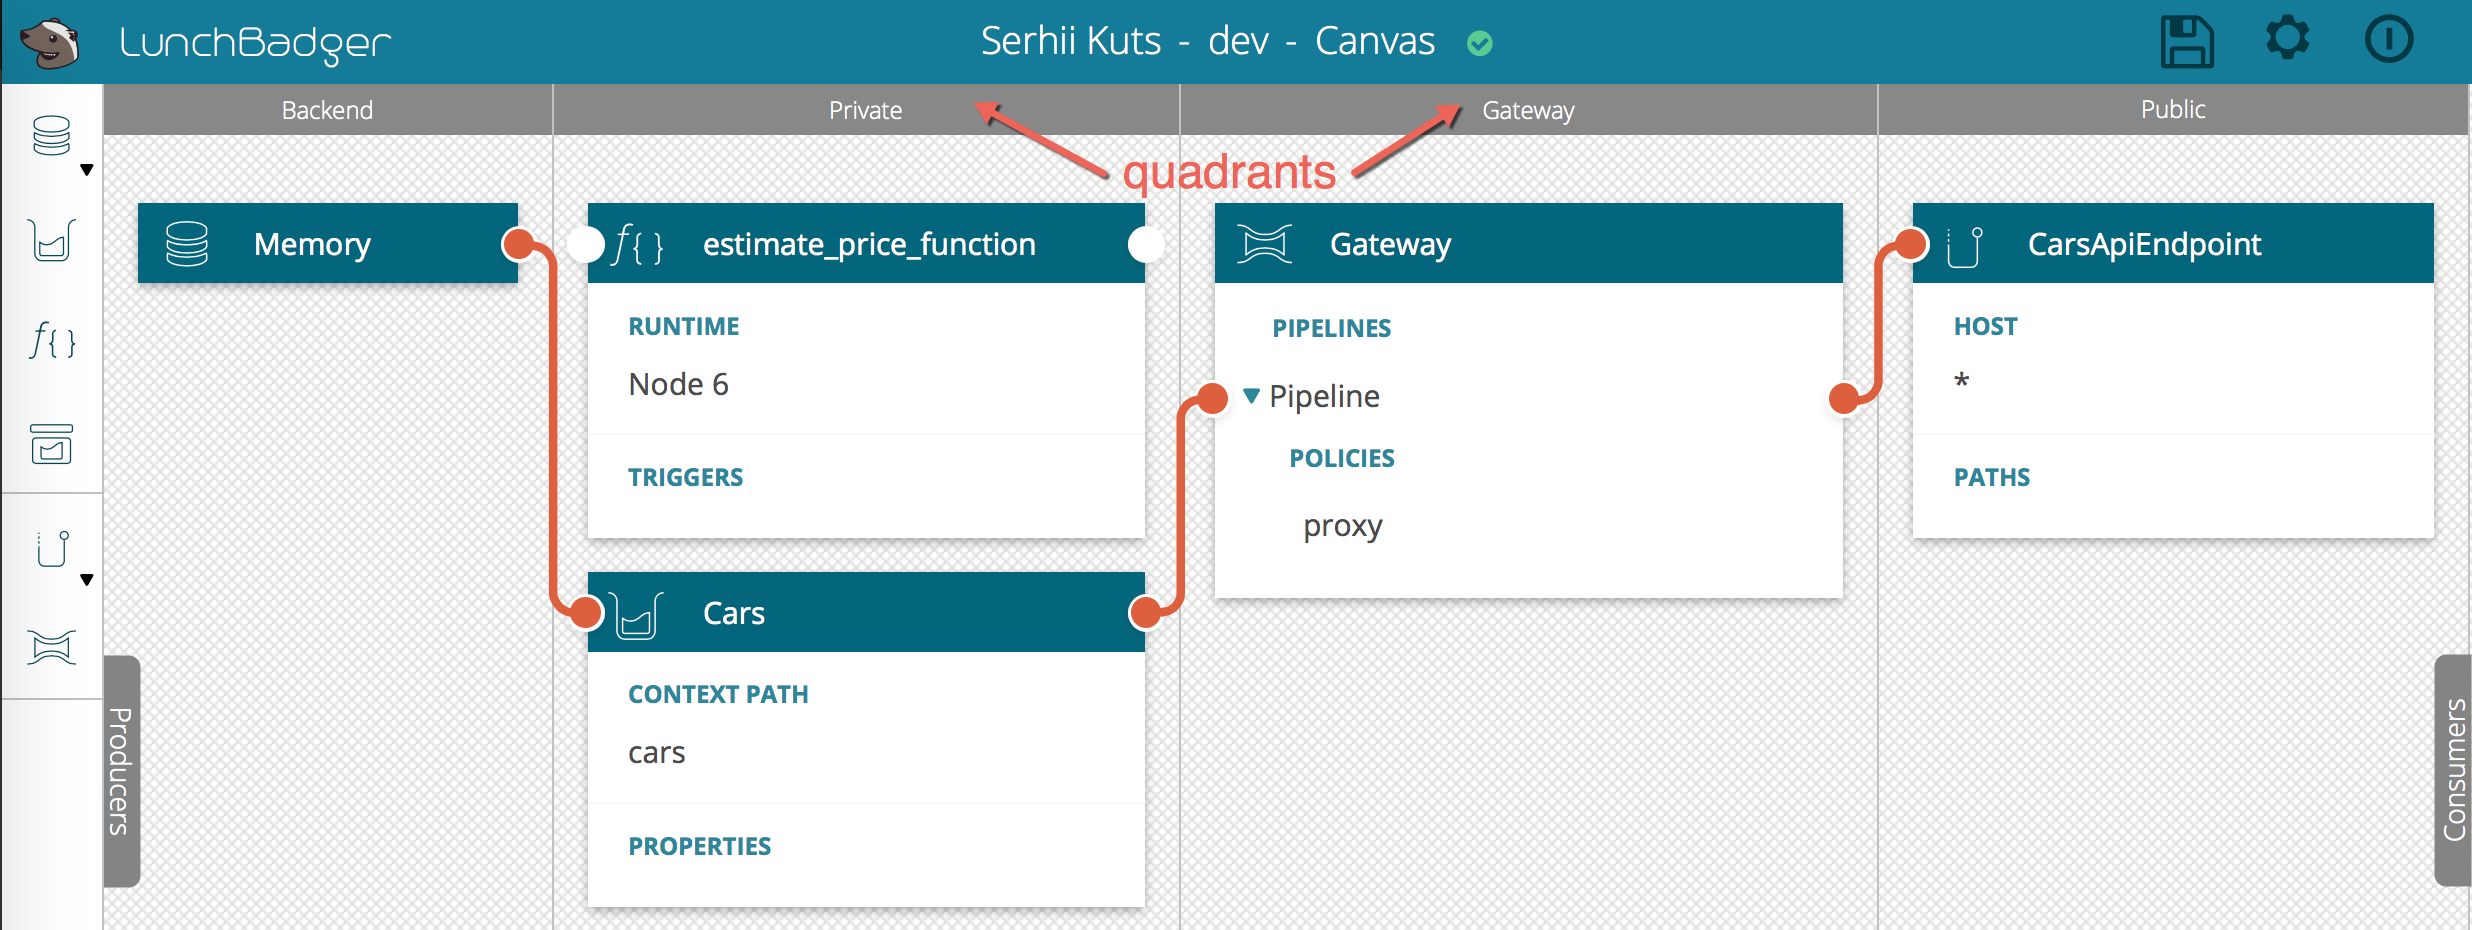 LunchBadger
Serhii Kuts - dev - Canvas
Backend
Private
Gateway
Public
quadrants
Memory
f{ }
estimate_price_function
RUNTIME
Node 6
TRIGGERS
Gateway
PIPELINES
Pipeline
POLICIES
proxy
CarsApiEndpoint
HOST
*
PATHS
f{ }
Cars
CONTEXT PATH
cars
PROPERTIES
Producers
Consumers